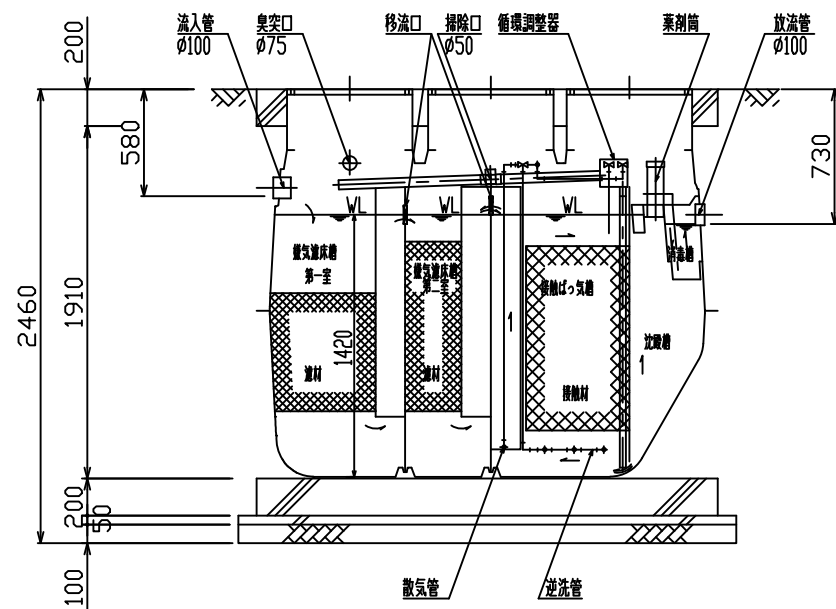 流入管
ø100
臭突口
ø75
移流口
掃除口
ø50
循環調整器
薬剤筒
放流管
ø100
200
580
730
WL
WL
WL
嫌気濾床槽
第一室
嫌気濾床槽
第二室
接触ばっ気槽
消毒槽
沈殿槽
2460
1910
1420
濾材
濾材
接触材
200
50
100
散気管
逆洗管